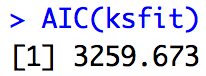 > AIC(ksfit)
[1] 3259.673